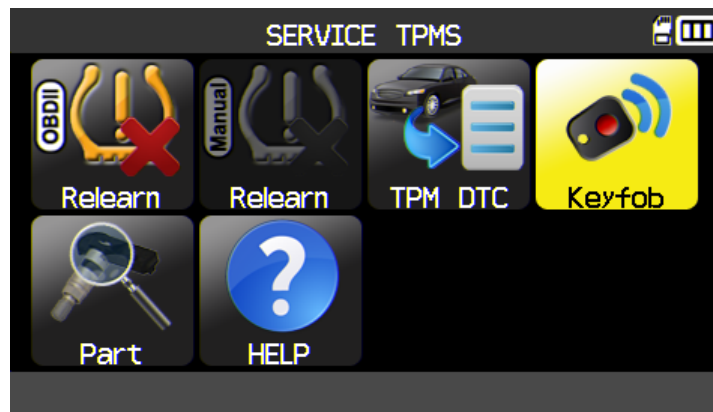 SERVICE TPMS
OBDII
Relearn
Manual
Relearn
TPM DTC
Keyfob
Part
?
HELP